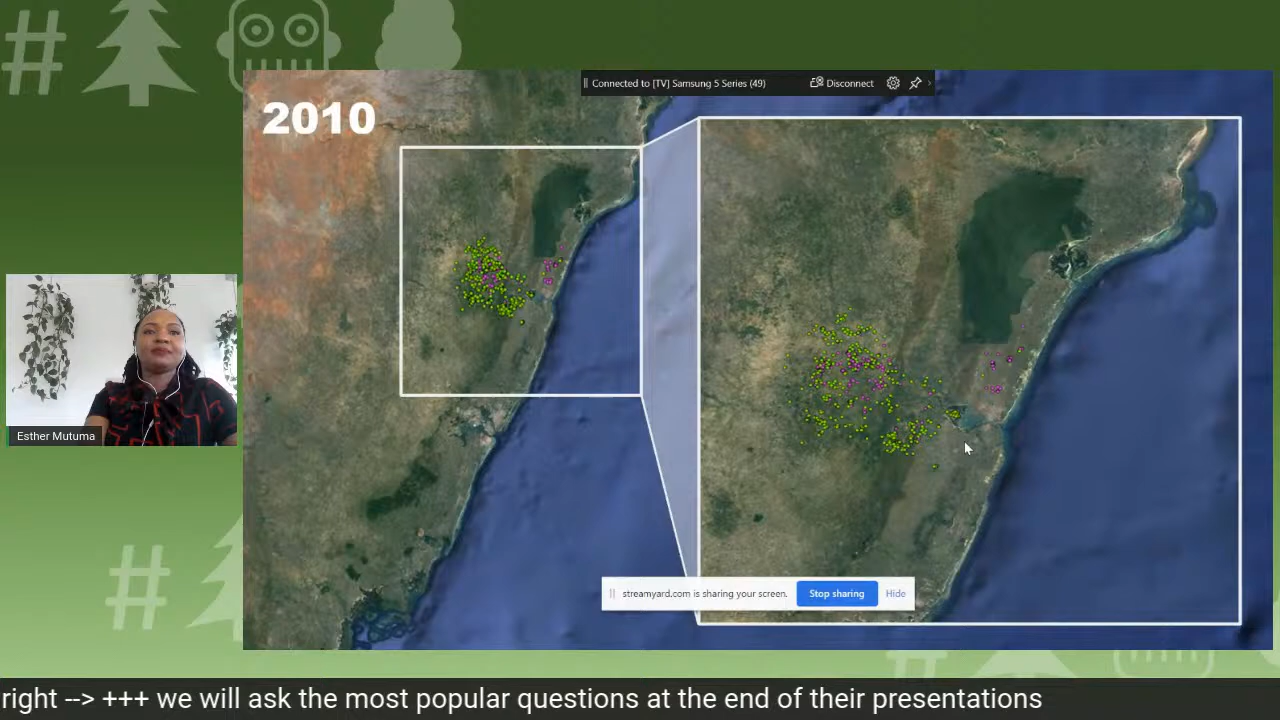 2010
Connected to [TV] Samsung 5 Series (49)
Disconnect
Esther Mutuma
streamyard.com is sharing your screen.
Stop sharing
Hide
right --> +++ we will ask the most popular questions at the end of their presentations